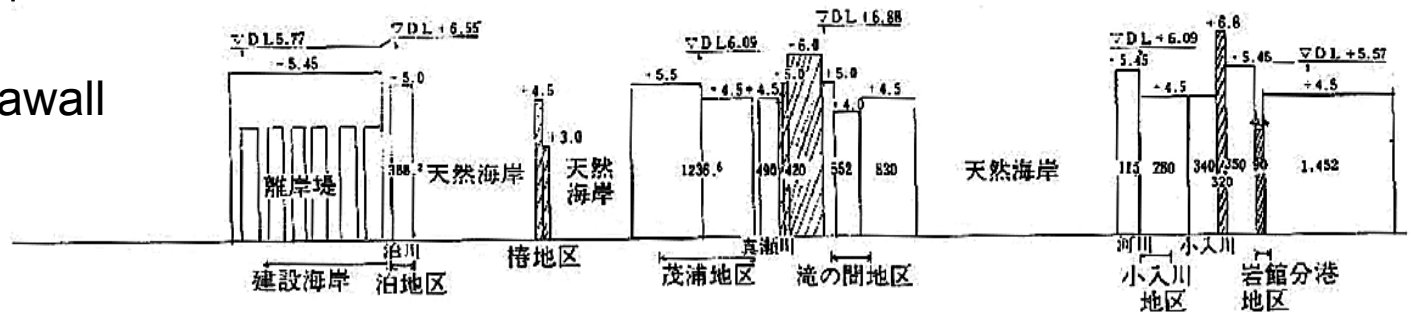 awall
▽DL5.77
▽DL+6.55
-5.45
-5.0
離岸堤
天然海岸
+4.5
+3.0
天然
海岸
▽DL6.09
+5.5
+4.5
+4.5
+5.0
-6.0
▽DL+6.88
+5.0
+4.0
+4.5
1236.6
490
420
552
830
天然海岸
▽DL+6.09
-5.45
+4.5
+6.8
-5.45
▽DL+5.57
+4.5
115
280
340
320
350
1,452
泊川
建設海岸
泊地区
椿地区
茂浦地区
真瀬川
滝の間地区
河川
小入川
小入川
地区
岩館分港
地区